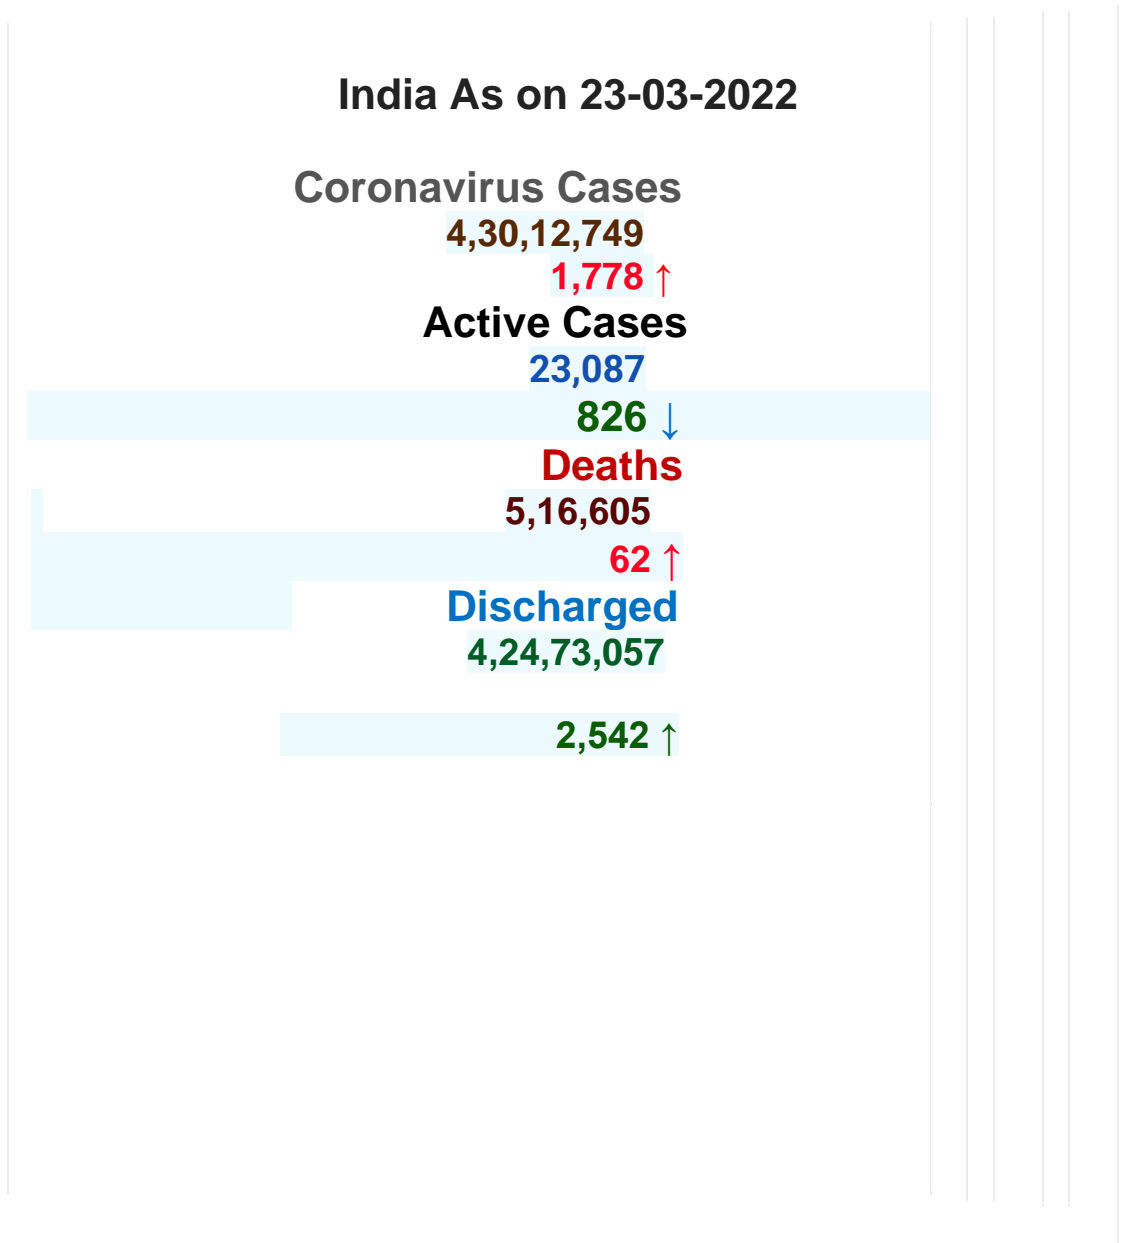 India As on 23-03-2022
Coronavirus Cases
4,30,12,749
1,778 ↑
Active Cases
23,087
826 ↓
Deaths
5,16,605
62 ↑
Discharged
4,24,73,057
2,542 ↑